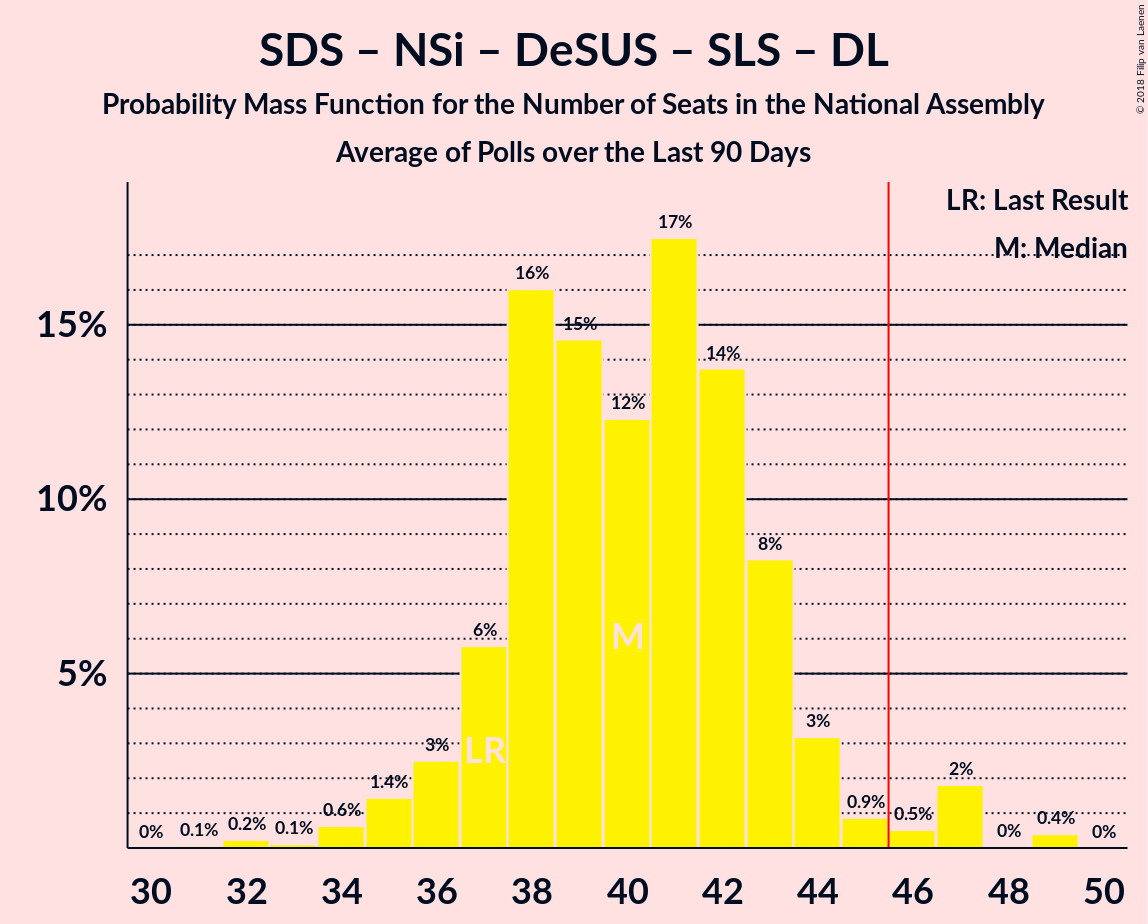 SDS – NSi – DeSUS – SLS – DL
Probability Mass Function for the Number of Seats in the National Assembly
Average of Polls over the Last 90 Days
© 2018 Filip van Laenen
LR: Last Result
M: Median
17%
16%
15%
15%
14%
12%
10%
8%
6%
M
5%
3%
LR
3%
2%
1.4%
0.9%
0.6%
0.5%
0.4%
0%
0.1%
0.2%
0.1%
0%
0%
30 32 34 36 38 40 42 44 46 48 50